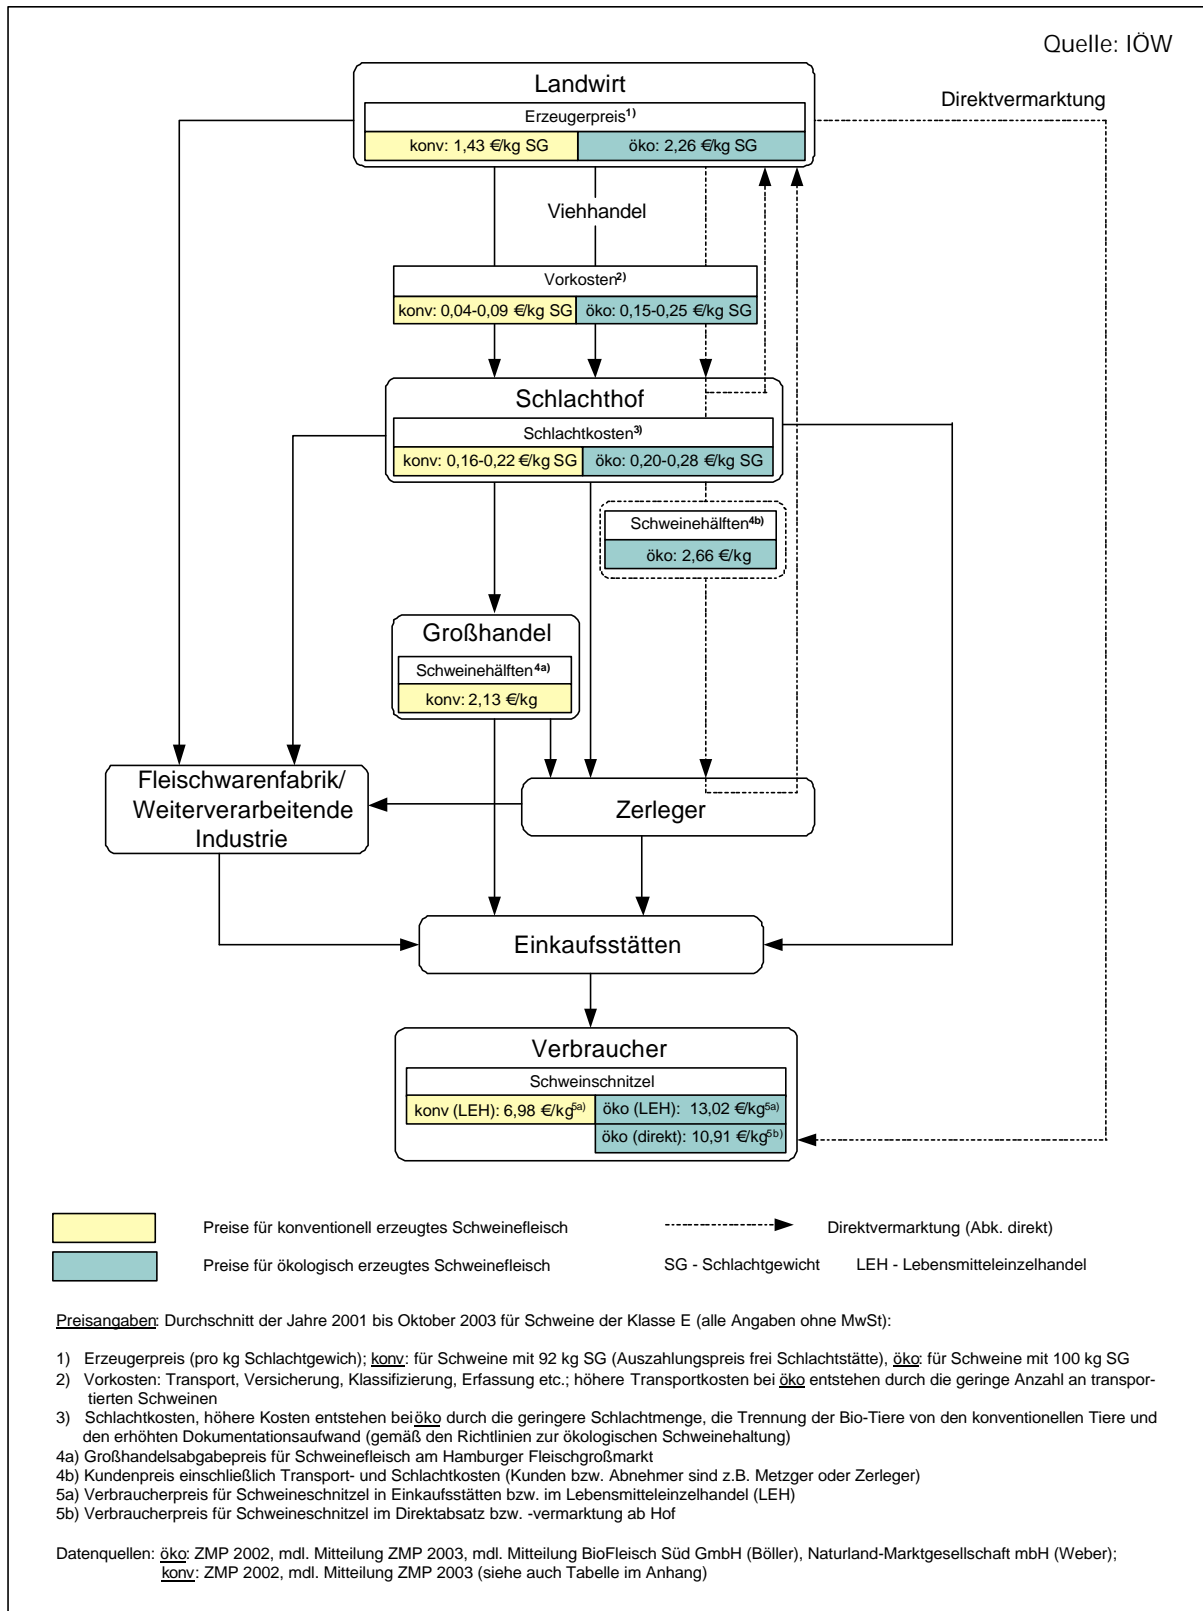 Quelle: IÖW
Landwirt
Direktvermarktung
Erzeugerpreis1)
konv: 1,43 €/kg SG
öko: 2,26 €/kg SG
Viehhandel
Vorkosten2)
konv: 0,04-0,09 €/kg SG
öko: 0,15-0,25 €/kg SG
Schlachthof
Schlachtkosten3)
konv: 0,16-0,22 €/kg SG
öko: 0,20-0,28 €/kg SG
Schweinehälften4b)
öko: 2,66 €/kg
Großhandel
Schweinehälften4a)
konv: 2,13 €/kg
Fleischwarenfabrik/
Weiterverarbeitende
Industrie
Zerleger
Einkaufsstätten
Verbraucher
Schweinschnitzel
konv (LEH): 6,98 €/kg5a)
öko (LEH): 13,02 €/kg5a)
öko (direkt): 10,91 €/kg5b)
Preise für konventionell erzeugtes Schweinefleisch
Direktvermarktung (Abk. direkt)
Preise für ökologisch erzeugtes Schweinefleisch
SG - Schlachtgewicht
LEH - Lebensmitteleinzelhandel
Preisangaben: Durchschnitt der Jahre 2001 bis Oktober 2003 für Schweine der Klasse E (alle Angaben ohne MwSt):
1) Erzeugerpreis (pro kg Schlachtgewich); konv: für Schweine mit 92 kg SG (Auszahlungspreis frei Schlachtstätte), öko: für Schweine mit 100 kg SG
2) Vorkosten: Transport, Versicherung, Klassifizierung, Erfassung etc.; höhere Transportkosten bei öko entstehen durch die geringe Anzahl an transpor-
tierten Schweinen
3) Schlachtkosten, höhere Kosten entstehen bei öko durch die geringere Schlachtmenge, die Trennung der Bio-Tiere von den konventionellen Tiere und
den erhöhten Dokumentationsaufwand (gemäß den Richtlinien zur ökologischen Schweinehaltung)
4a) Großhandelsabgabepreis für Schweinefleisch am Hamburger Fleischgroßmarkt
4b) Kundenpreis einschließlich Transport- und Schlachtkosten (Kunden bzw. Abnehmer sind z.B. Metzger oder Zerleger)
5a) Verbraucherpreis für Schweineschnitzel in Einkaufsstätten bzw. im Lebensmitteleinzelhandel (LEH)
5b) Verbraucherpreis für Schweineschnitzel im Direktabsatz bzw. -vermarktung ab Hof
Datenquellen: öko: ZMP 2002, mdl. Mitteilung ZMP 2003, mdl. Mitteilung BioFleisch Süd GmbH (Böller), Naturland-Marktgesellschaft mbH (Weber);
konv: ZMP 2002, mdl. Mitteilung ZMP 2003 (siehe auch Tabelle im Anhang)